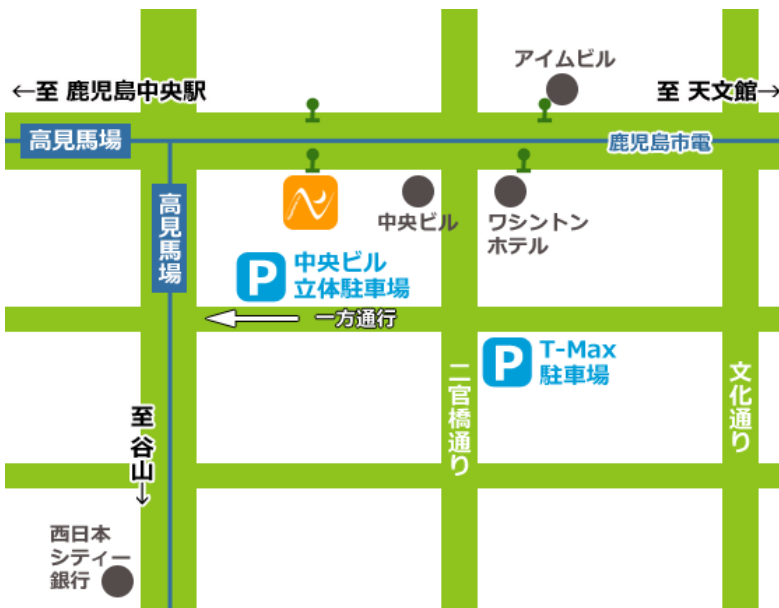 アイムビル
←至 鹿児島中央駅
至 天文館→
高見馬場
鹿児島市電
高見馬場
中央ビル
ワシントン
ホテル
P
中央ビル
立体駐車場
一方通行
P
T-Max
駐車場
二官橋通り
文化通り
至 谷山→
西日本
シティー
銀行